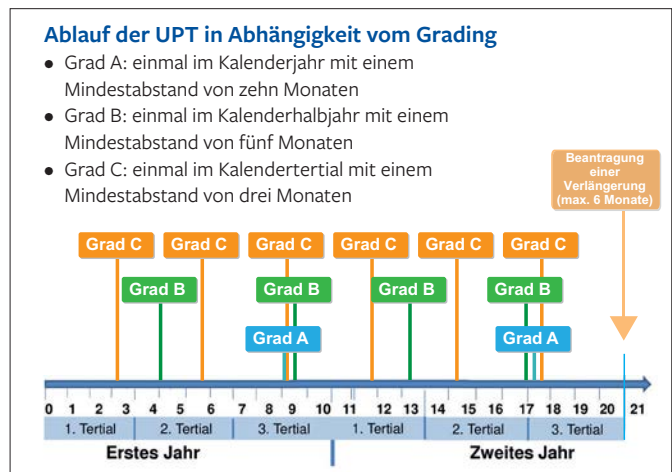 Ablauf der UPT in Abhängigkeit vom Grading
• Grad A: einmal im Kalenderjahr mit einem
Mindestabstand von zehn Monaten
• Grad B: einmal im Kalenderhalbjahr mit einem
Mindestabstand von fünf Monaten
• Grad C: einmal im Kalendertertial mit einem
Mindestabstand von drei Monaten
Beantragung
einer
Verlängerung
(max. 6 Monate)
Grad C Grad C Grad C Grad C Grad C Grad C
Grad B Grad B Grad B Grad B
Grad A Grad A
0 1 2 3 4 5 6 7 8 9 10 11 12 13 14 15 16 17 18 19 20 21
1. Tertial 2. Tertial 3. Tertial 1. Tertial 2. Tertial 3. Tertial
Erstes Jahr Zweites Jahr